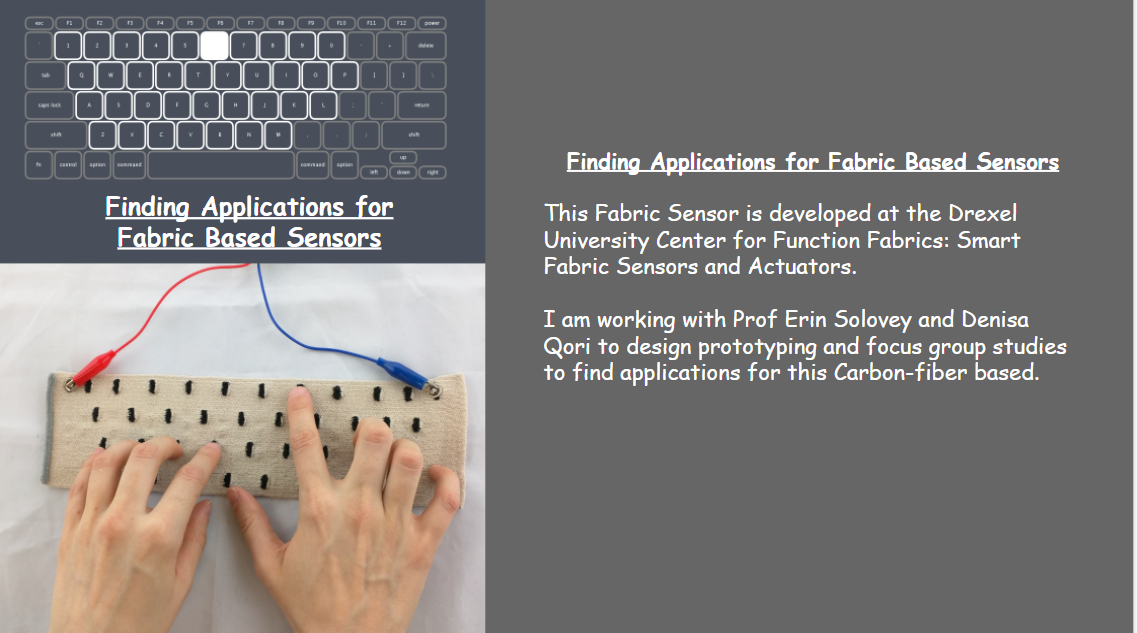 esc F1 F2 F3 F4 F5 F6 F7 F8 F9 F10 F11 F12 power
1 2 3 4 5 7 8 9 0 - + delete
tab Q W E R T Y U I O P [ ] \
caps lock A S D F G H J K L ; ' return
shift Z X C V B N M , . / shift
fn control option command command option left up down right
Finding Applications for
Fabric Based Sensors
Finding Applications for Fabric Based Sensors
This Fabric Sensor is developed at the Drexel
University Center for Function Fabrics: Smart
Fabric Sensors and Actuators.
I am working with Prof Erin Solovey and Denisa
Qori to design prototyping and focus group studies
to find applications for this Carbon-fiber based.